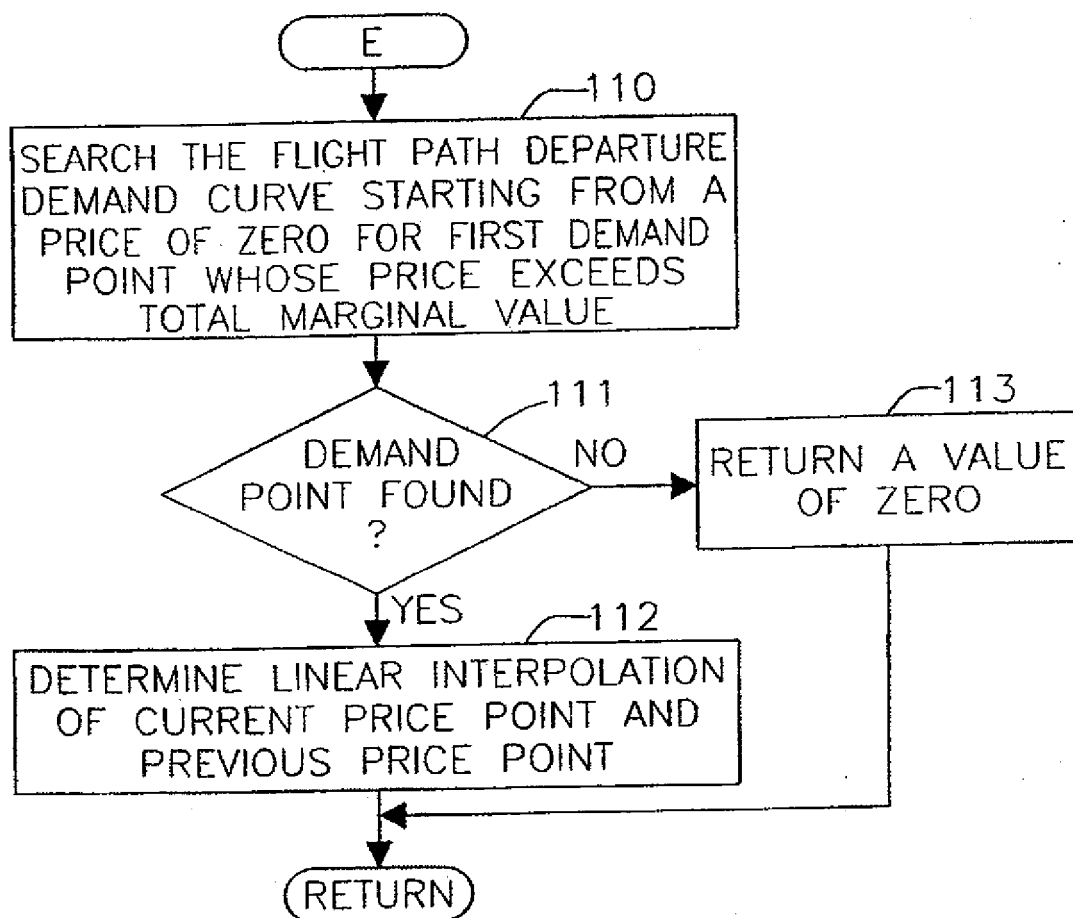 E
110
SEARCH THE FLIGHT PATH DEPARTURE
DEMAND CURVE STARTING FROM A
PRICE OF ZERO FOR FIRST DEMAND
POINT WHOSE PRICE EXCEEDS
TOTAL MARGINAL VALUE
111
DEMAND
POINT FOUND
?
NO
113
RETURN A VALUE
OF ZERO
YES
112
DETERMINE LINEAR INTERPOLATION
OF CURRENT PRICE POINT AND
PREVIOUS PRICE POINT
RETURN